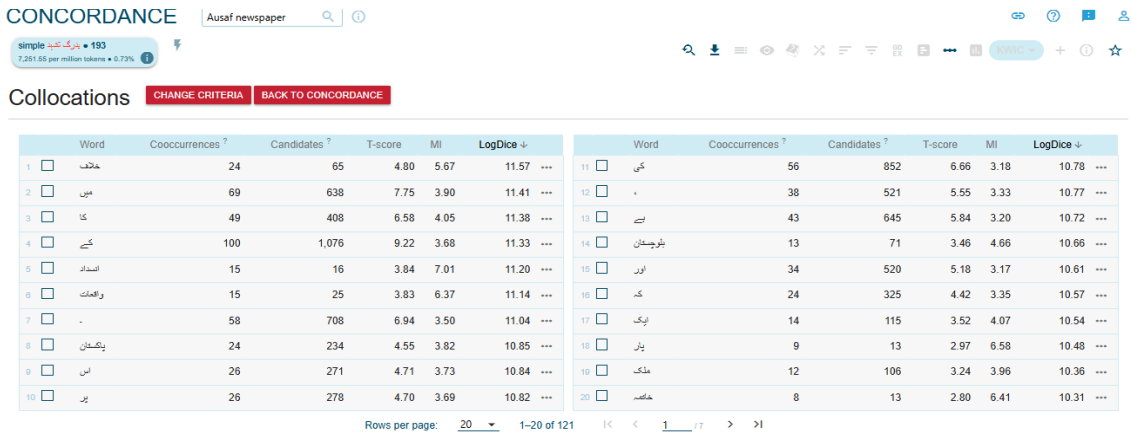 CONCORDANCE Ausaf newspaper
simple • 193
7,251.55 per million tokens • 0.73%
KWIC
Collocations CHANGE CRITERIA BACK TO CONCORDANCE
Word Cooccurrences ? Candidates ? T-score MI LogDice ↓
1 خلاف 24 65 4.80 5.67 11.57
2 میں 69 638 7.75 3.90 11.41
3 کا 49 408 6.58 4.05 11.38
4 کے 100 1,076 9.22 3.68 11.33
5 انسداد 15 16 3.84 7.01 11.20
6 واقعات 15 25 3.83 6.37 11.14
7 - 58 708 6.94 3.50 11.04
8 پاکستان 24 234 4.55 3.82 10.85
9 اس 26 271 4.71 3.73 10.84
10 پر 26 278 4.70 3.69 10.82
Word Cooccurrences ? Candidates ? T-score MI LogDice ↓
11 کی 56 852 6.66 3.18 10.78
12 ، 38 521 5.55 3.33 10.77
13 ہے 43 645 5.84 3.20 10.72
14 بلوچستان 13 71 3.46 4.66 10.66
15 اور 34 520 5.18 3.17 10.61
16 کہ 24 325 4.42 3.35 10.57
17 ایک 14 115 3.52 4.07 10.54
18 9 13 2.97 6.58 10.48
19 ملک 12 106 3.24 3.96 10.36
20 خاتمہ 8 13 2.80 6.41 10.31
Rows per page: 20 1–20 of 121 1 / 7